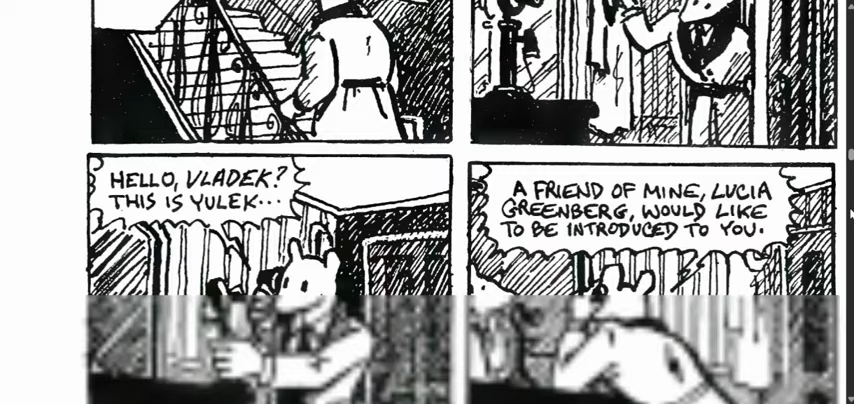 HELLO, VLADEK?
THIS IS YULEK...
A FRIEND OF MINE, LUCIA
GREENBERG, WOULD LIKE
TO BE INTRODUCED TO YOU.